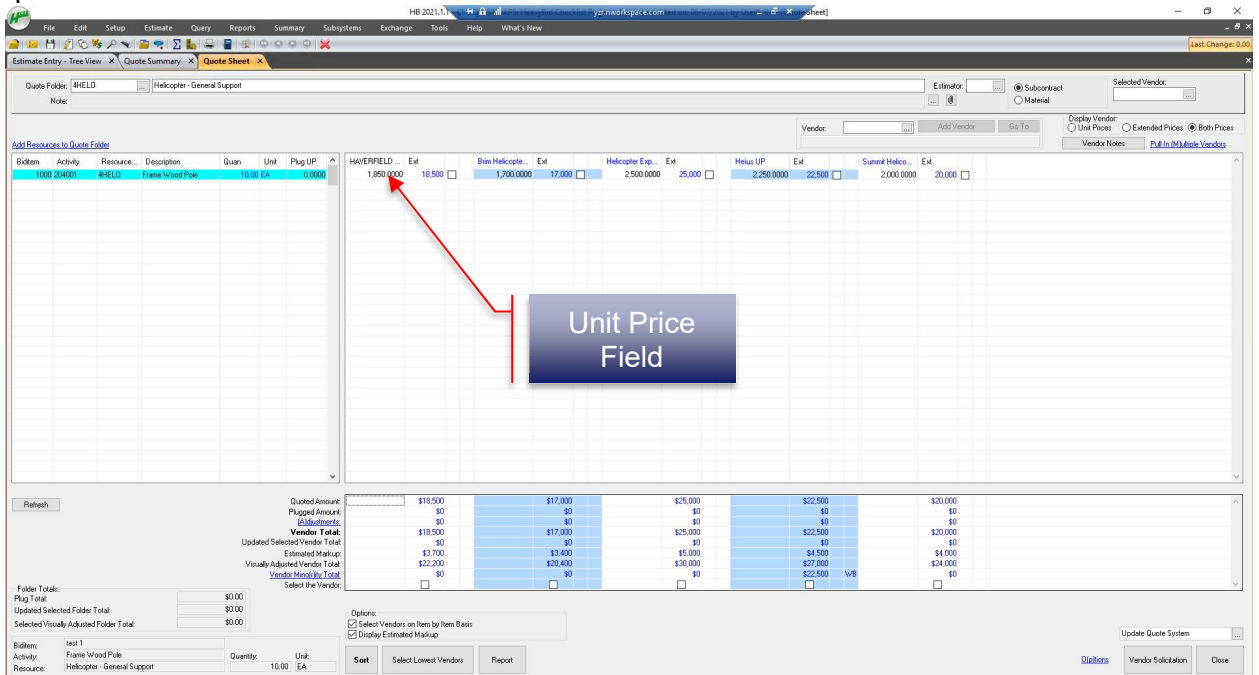 HB 2021.1.1
yzr.nworkspace.com
Sheet]
File Edit Setup Estimate Query Reports Summary Subsystems Exchange Tools Help What's New
Last Change: 0.00
Estimate Entry - Tree View X Quote Summary X Quote Sheet X
Quote Folder: 4HELO ... Helicopter - General Support Estimator: ... Subcontract Selected Vendor:
Note: ... Material ...
Display Vendor:
Vendor: ... Add Vendor Go To Unit Prices Extended Prices Both Prices
Add Resources to Quote Folder Vendor Notes Pull In (M)ultiple Vendors
Biditem Activity Resource... Description Quan Unit Plug UP HAVERFIELD ... Ext Brim Helicopte... Ext Helicopter Exp... Ext Heius UP Ext Summit Helico... Ext
1000 204001 4HELO Frame Wood Pole 10.00 EA 0.0000 1,850.0000 18,500 1,700.0000 17,000 2,500.0000 25,000 2,250.0000 22,500 2,000.0000 20,000
Unit Price
Field
Refresh Quoted Amount: $18,500 $17,000 $25,000 $22,500 $20,000
Plugged Amount: $0 $0 $0 $0 $0
(A)djustments: $0 $0 $0 $0 $0
Vendor Total: $18,500 $17,000 $25,000 $22,500 $20,000
Updated Selected Vendor Total: $0 $0 $0 $0 $0
Estimated Markup: $3,700 $3,400 $5,000 $4,500 $4,000
Visually Adjusted Vendor Total: $22,200 $20,400 $30,000 $27,000 $24,000
Vendor Mino(r)ity Total: $0 $0 $0 $22,500 WB $0
Select the Vendor:
Folder Totals:
Plug Total: $0.00
Updated Selected Folder Total: $0.00
Selected Visually Adjusted Folder Total: $0.00
Options:
Select Vendors on Item by Item Basis
Display Estimated Markup
Update Quote System ...
Biditem: test 1
Activity: Frame Wood Pole Quantity: Unit:
Resource: Helicopter - General Support 10.00 EA
Sort Select Lowest Vendors Report O(p)tions Vendor Solicitation Close